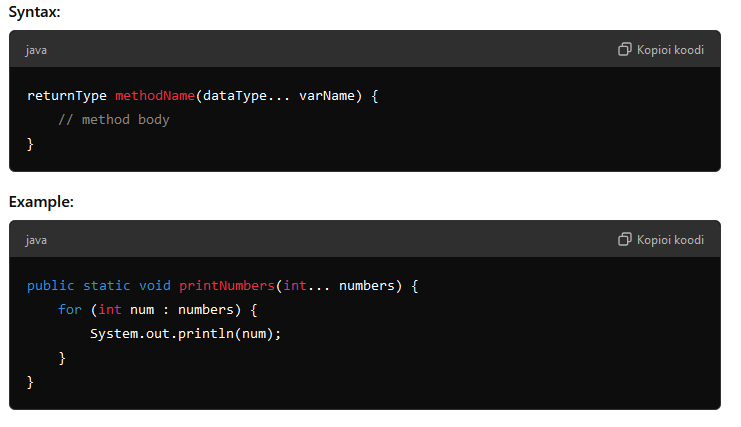 Syntax:
java
Kopioi koodi
returnType methodName(dataType... varName) {
    // method body
}
Example:
java
Kopioi koodi
public static void printNumbers(int... numbers) {
    for (int num : numbers) {
        System.out.println(num);
    }
}